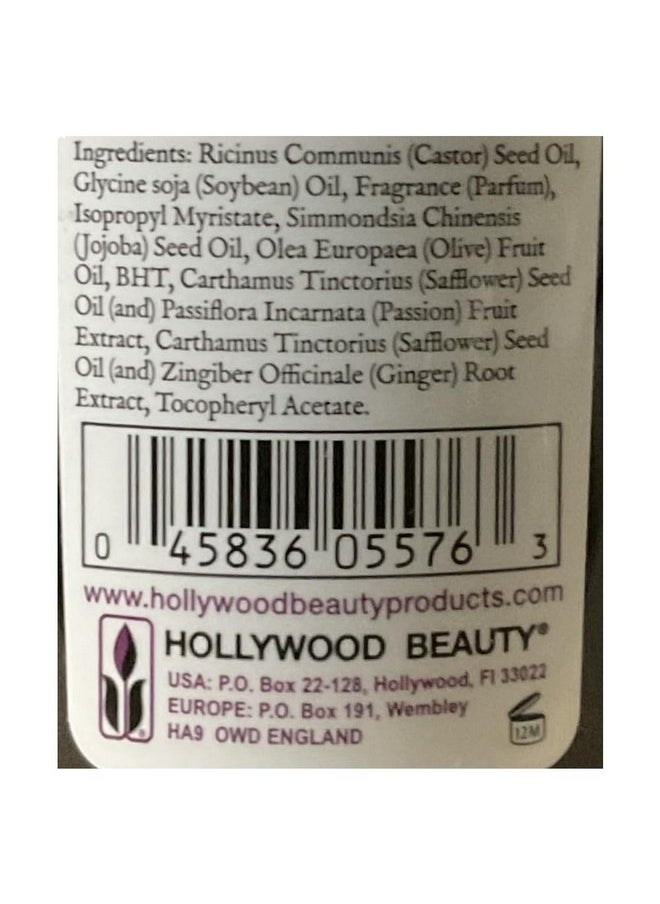 Ingredients: Ricinus Communis (Castor) Seed Oil,
Glycine soja (Soybean) Oil, Fragrance (Parfum),
Isopropyl Myristate, Simmondsia Chinensis
(Jojoba) Seed Oil, Olea Europaea (Olive) Fruit
Oil, BHT, Carthamus Tinctorius (Safflower) Seed
Oil (and) Passiflora Incarnata (Passion) Fruit
Extract, Carthamus Tinctorius (Safflower) Seed
Oil (and) Zingiber Officinale (Ginger) Root
Extract, Tocopheryl Acetate.
0 45836 05576 3
www.hollywoodbeautyproducts.com
HOLLYWOOD BEAUTY®
USA: P.O. Box 22-128, Hollywood, Fl 33022
EUROPE: P.O. Box 191, Wembley
HA9 OWD ENGLAND
12M
®